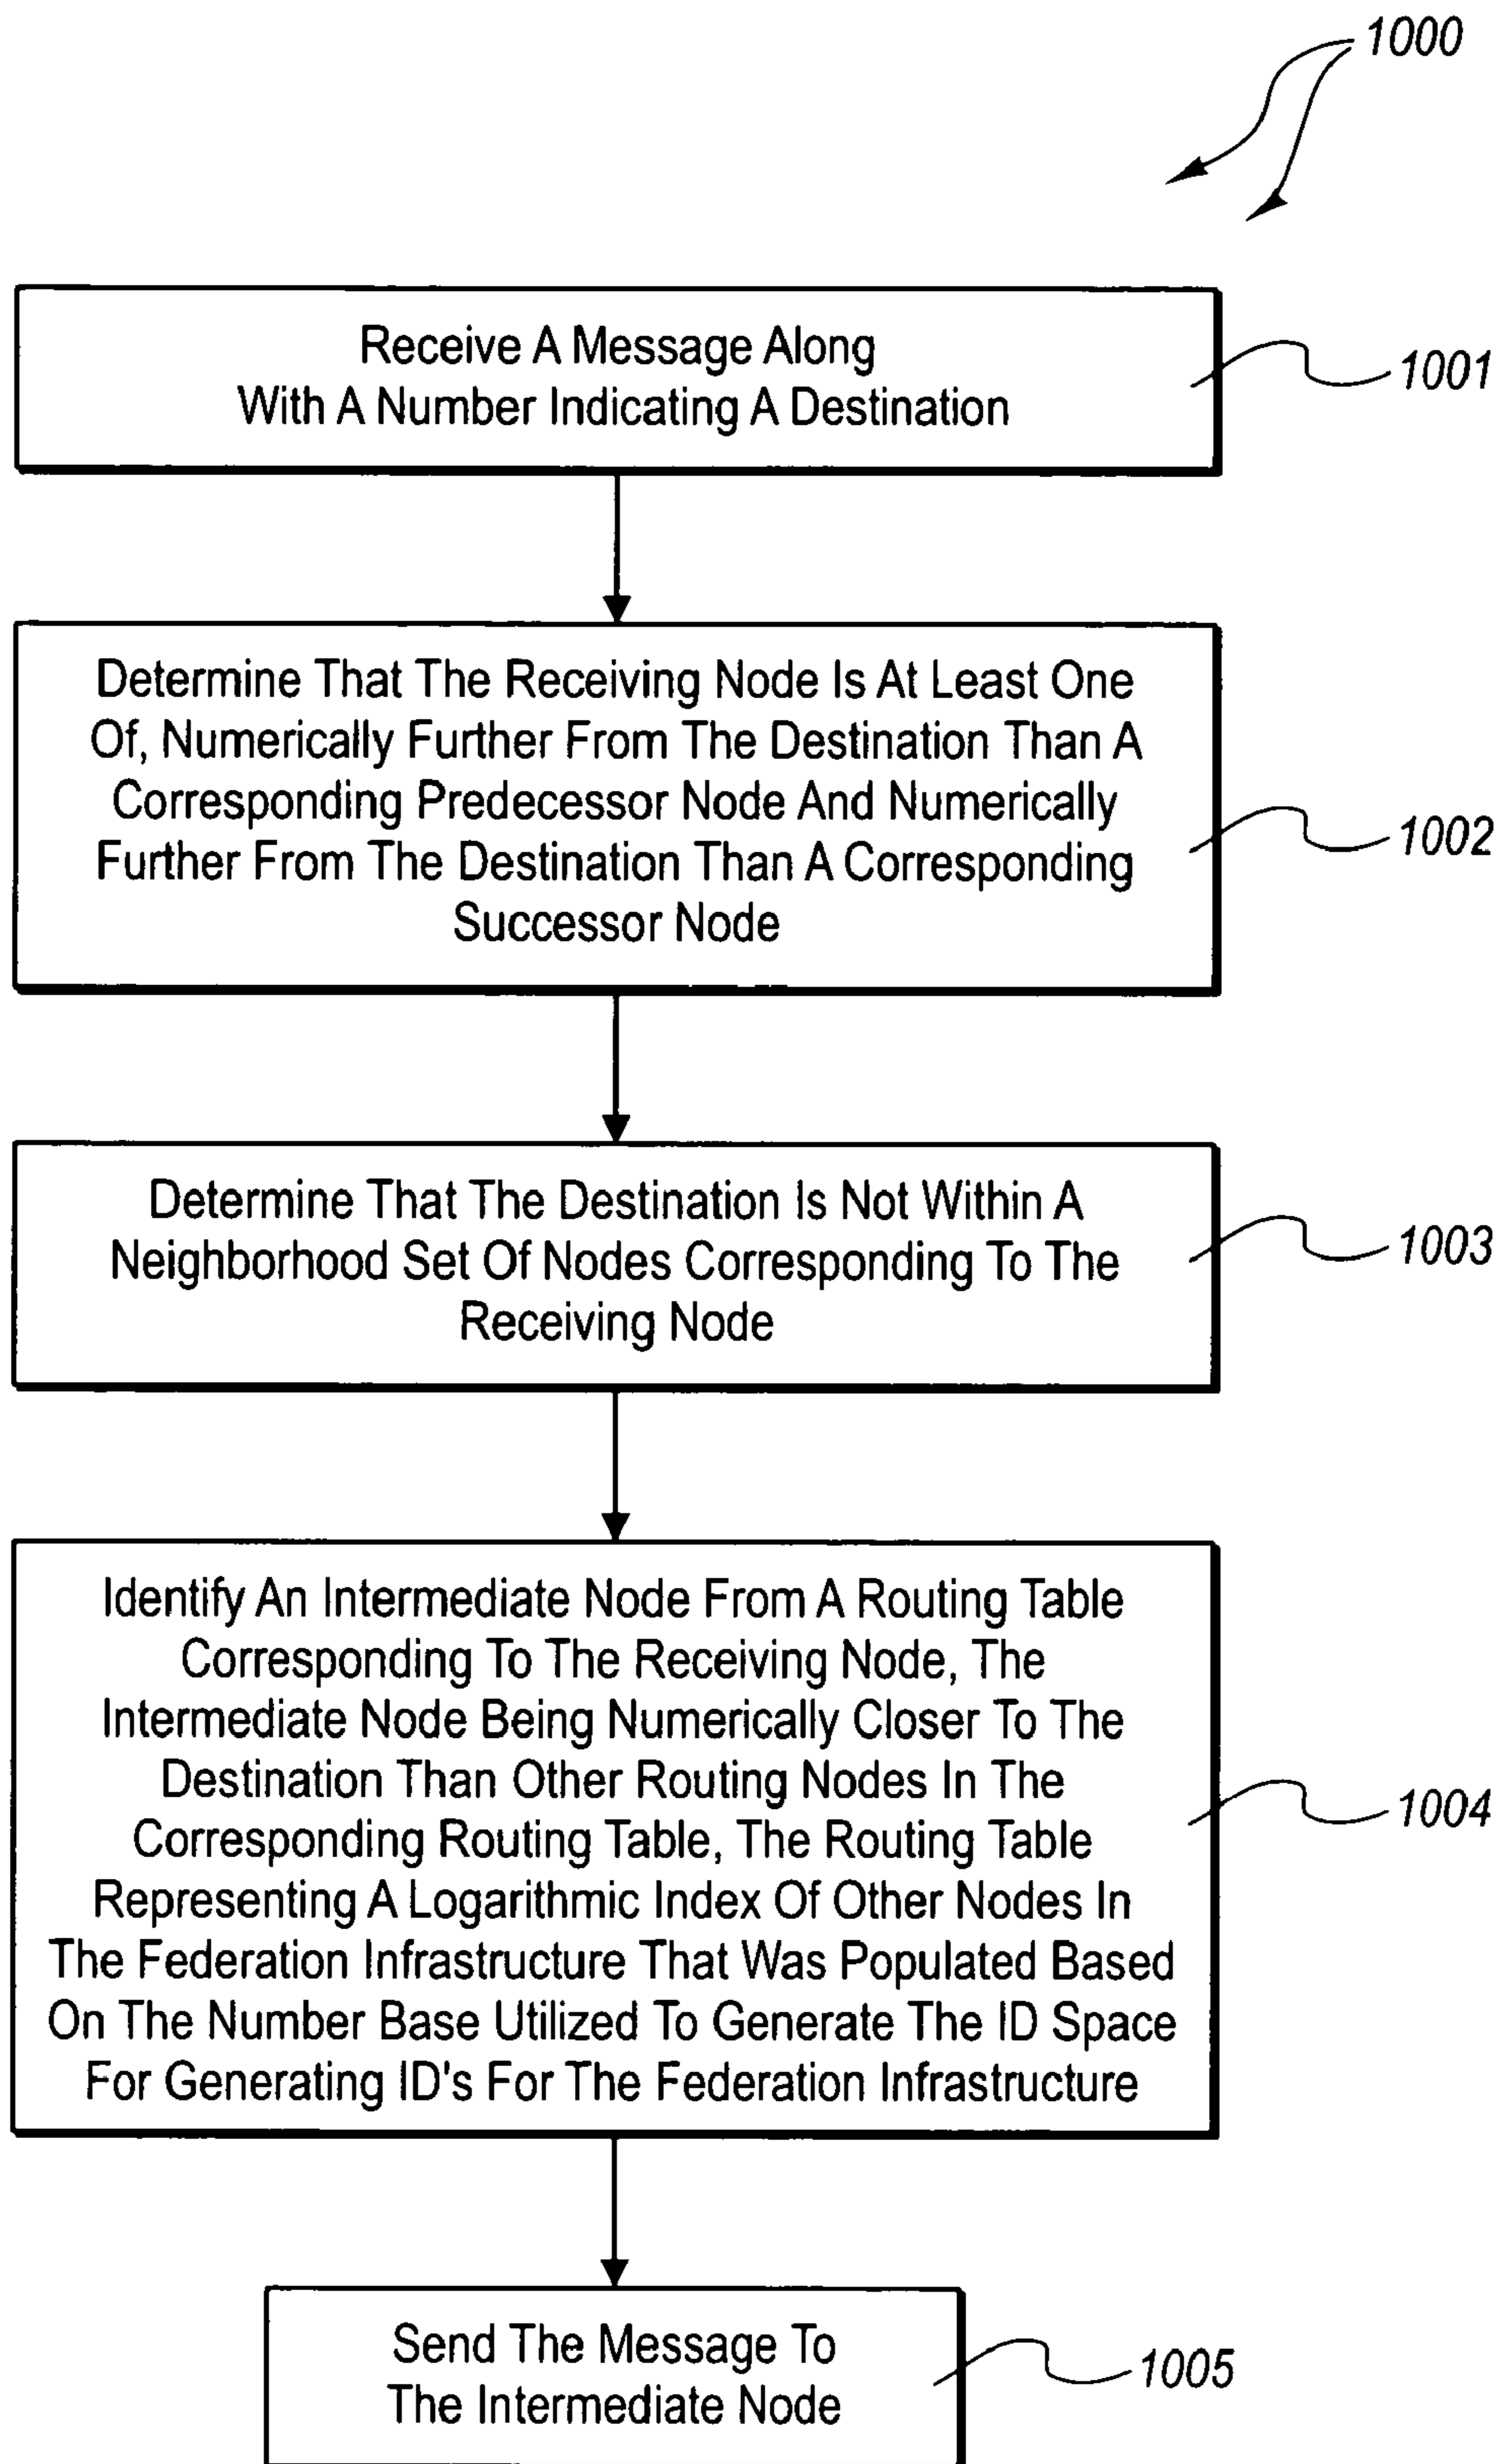 1000
Receive A Message Along
With A Number Indicating A Destination
1001
Determine That The Receiving Node Is At Least One
Of, Numerically Further From The Destination Than A
Corresponding Predecessor Node And Numerically
Further From The Destination Than A Corresponding
Successor Node
1002
Determine That The Destination Is Not Within A
Neighborhood Set Of Nodes Corresponding To The
Receiving Node
1003
Identify An Intermediate Node From A Routing Table
Corresponding To The Receiving Node, The
Intermediate Node Being Numerically Closer To The
Destination Than Other Routing Nodes In The
Corresponding Routing Table, The Routing Table
Representing A Logarithmic Index Of Other Nodes In
The Federation Infrastructure That Was Populated Based
On The Number Base Utilized To Generate The ID Space
For Generating ID's For The Federation Infrastructure
1004
Send The Message To
The Intermediate Node
1005